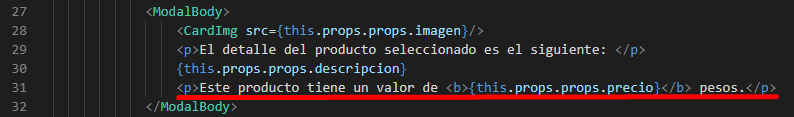 27 <ModalBody>
28 <CardImg src={this.props.props.imagen}/>
29 <p>El detalle del producto seleccionado es el siguiente: </p>
30 {this.props.props.descripcion}
31 <p>Este producto tiene un valor de <b>{this.props.props.precio}</b> pesos.</p>
32 </ModalBody>